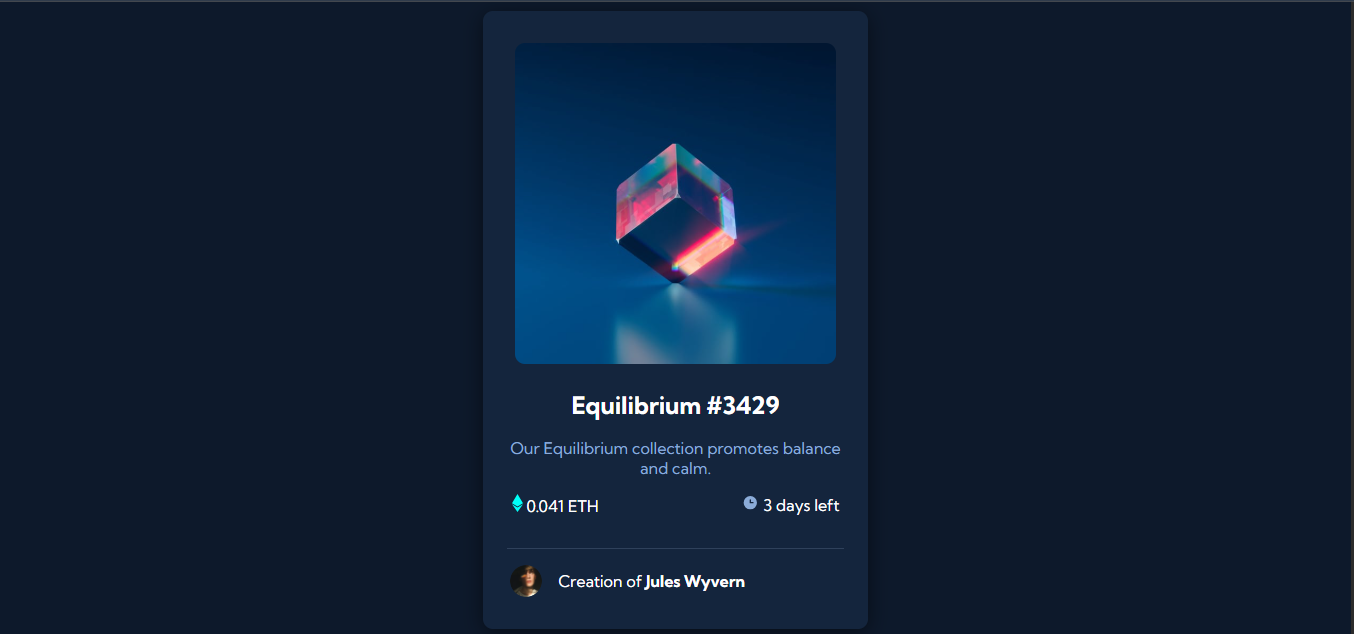 Equilibrium #3429
Our Equilibrium collection promotes balance
and calm.
0.041 ETH
3 days left
Creation of Jules Wyvern